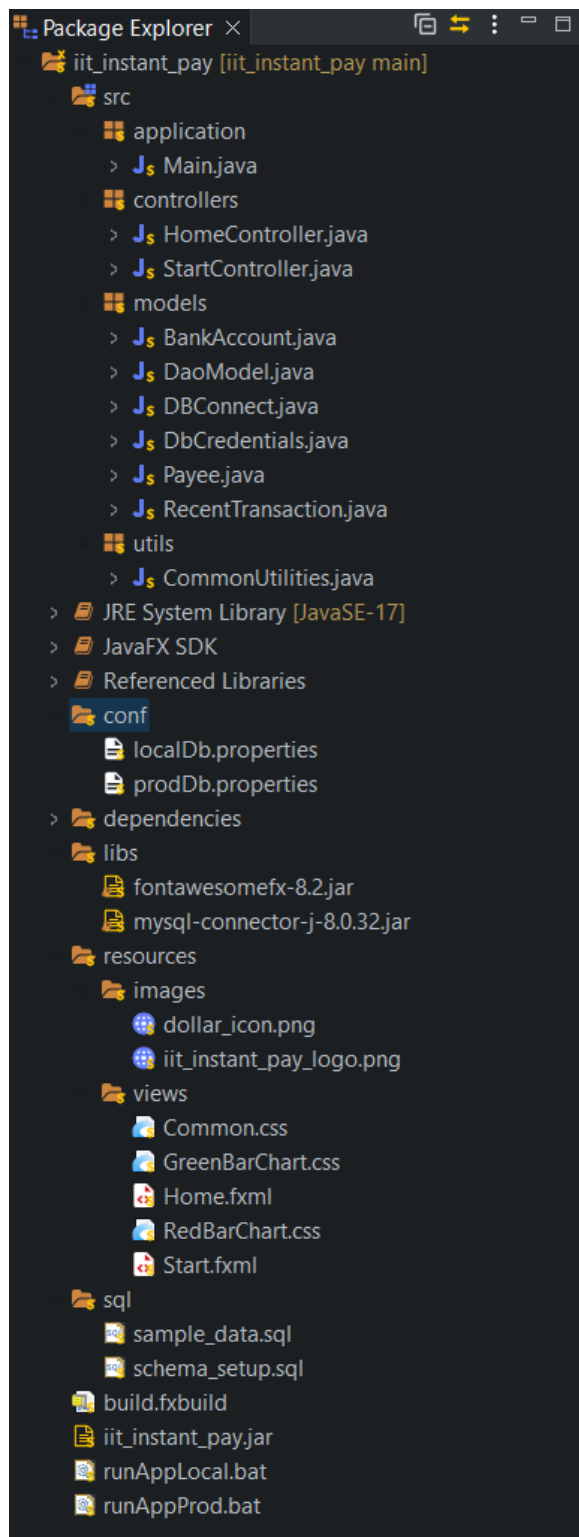 Package Explorer
iit_instant_pay [iit_instant_pay main]
src
application
Main.java
controllers
HomeController.java
StartController.java
models
BankAccount.java
DaoModel.java
DBConnect.java
DbCredentials.java
Payee.java
RecentTransaction.java
utils
CommonUtilities.java
JRE System Library [JavaSE-17]
JavaFX SDK
Referenced Libraries
conf
localDb.properties
prodDb.properties
dependencies
libs
fontawesomefx-8.2.jar
mysql-connector-j-8.0.32.jar
resources
images
dollar_icon.png
iit_instant_pay_logo.png
views
Common.css
GreenBarChart.css
Home.fxml
RedBarChart.css
Start.fxml
sql
sample_data.sql
schema_setup.sql
build.fxbuild
iit_instant_pay.jar
runAppLocal.bat
runAppProd.bat